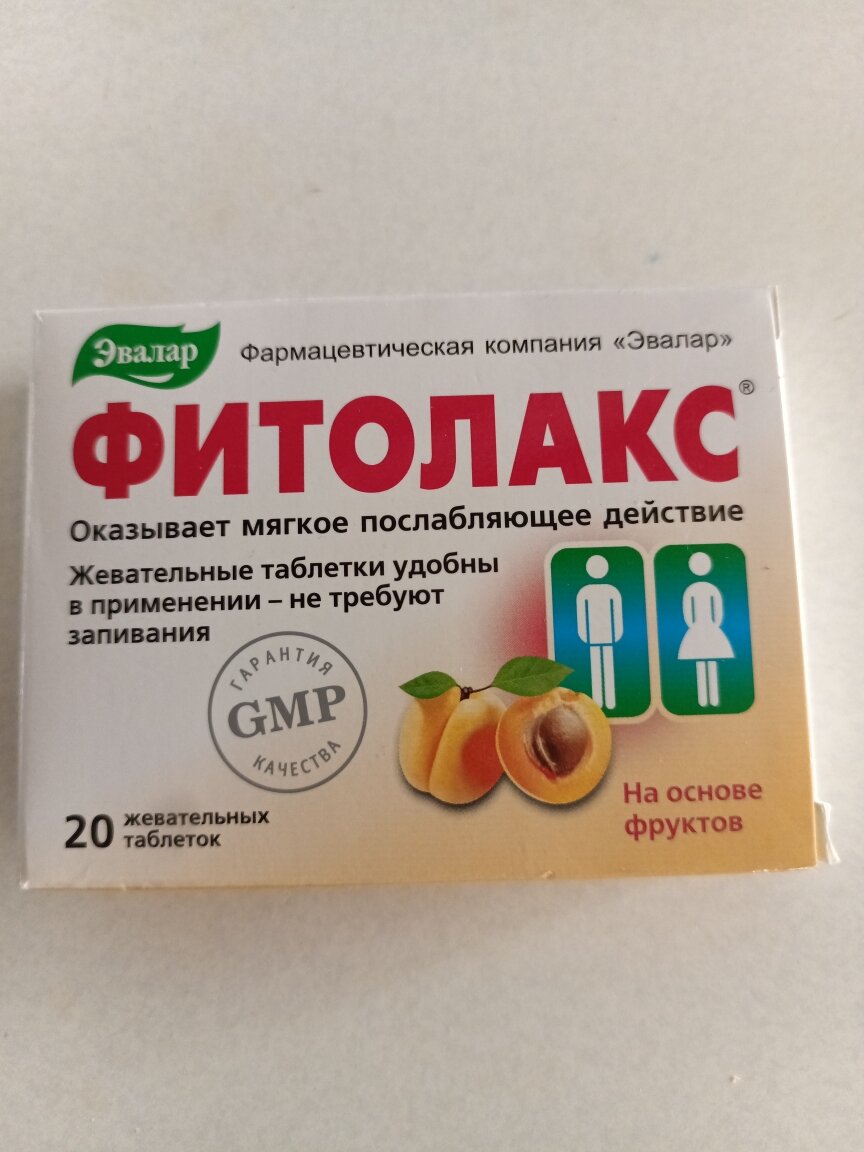 Эвалар
Фармацевтическая компания «Эвалар»
ФИТОЛАКС®
Оказывает мягкое послабляющее действие
Жевательные таблетки удобны
в применении – не требуют
запивания
ГАРАНТИЯ
GMP
КАЧЕСТВА
20 жевательных
таблеток
На основе
фруктов